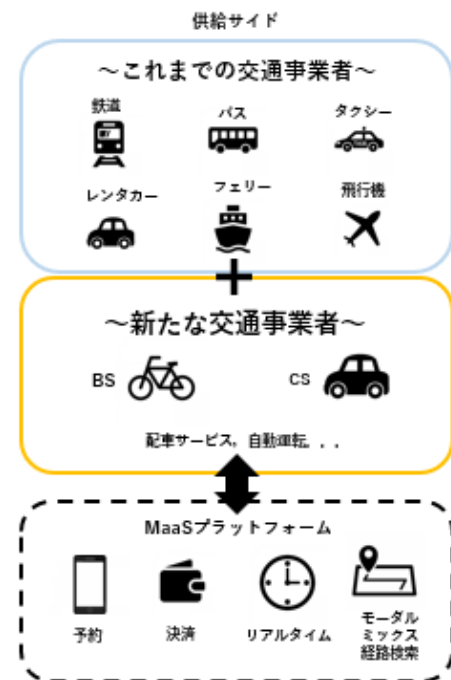 供給サイド
～これまでの交通事業者～
鉄道
バス
タクシー
レンタカー
フェリー
飛行機
～新たな交通事業者～
BS
CS
配車サービス，自動運転．．．
MaaSプラットフォーム
予約
決済
リアルタイム
モーダル
ミックス
経路検索